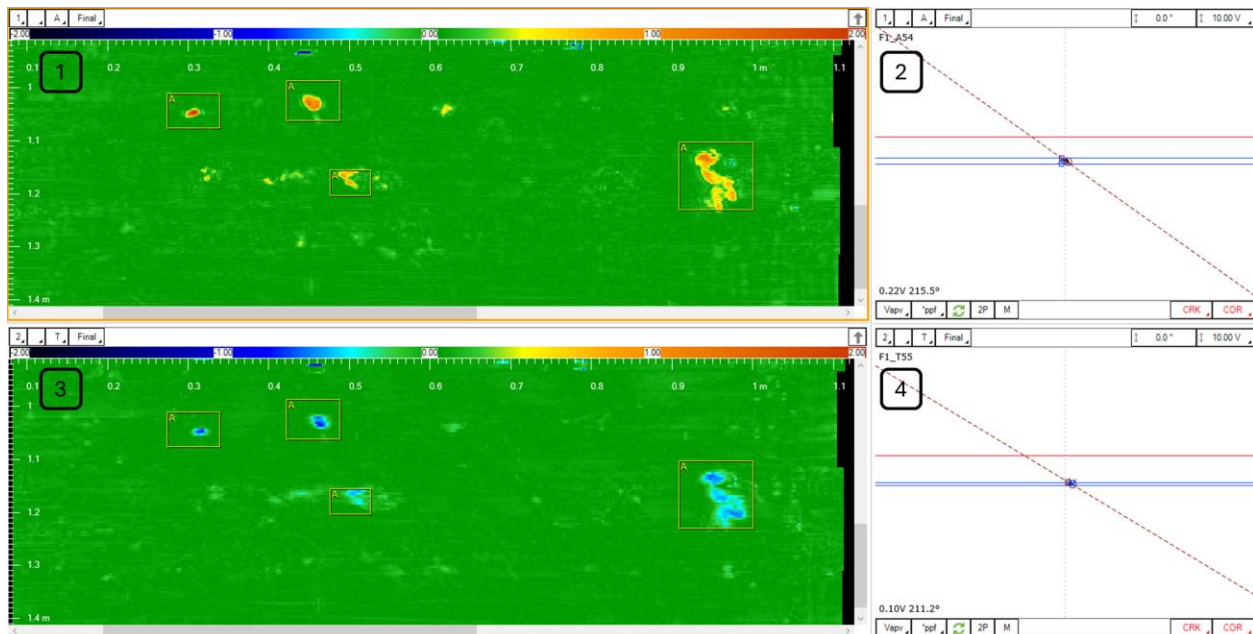 1 A Final
-2.00 -1.00 0.00 1.00 2.00
0.1 0.2 0.3 0.4 0.5 0.6 0.7 0.8 0.9 1 m 1.1
1
A A
1.1
A
1.2
A
1.3
1.4 m
1
1 A Final 0.0 ° 10.00 V
F1_A54
2
0.22V 215.5°
Vapv °ppf 2P M CRK COR
2 T Final
-2.00 -1.00 0.00 1.00 2.00
0.1 0.2 0.3 0.4 0.5 0.6 0.7 0.8 0.9 1 m 1.1
3
1
A A
1.1
A
A
1.2
1.3
1.4 m
2 T Final 0.0 ° 10.00 V
F1_T55
4
0.10V 211.2°
Vapv °ppf 2P M CRK COR